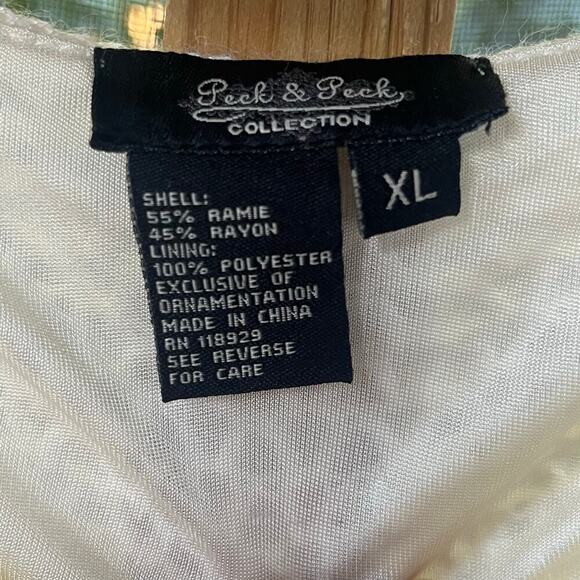 Peck & Peck
COLLECTION
XL
SHELL:
55% RAMIE
45% RAYON
LINING:
100% POLYESTER
EXCLUSIVE OF
ORNAMENTATION
MADE IN CHINA
RN 118929
SEE REVERSE
FOR CARE